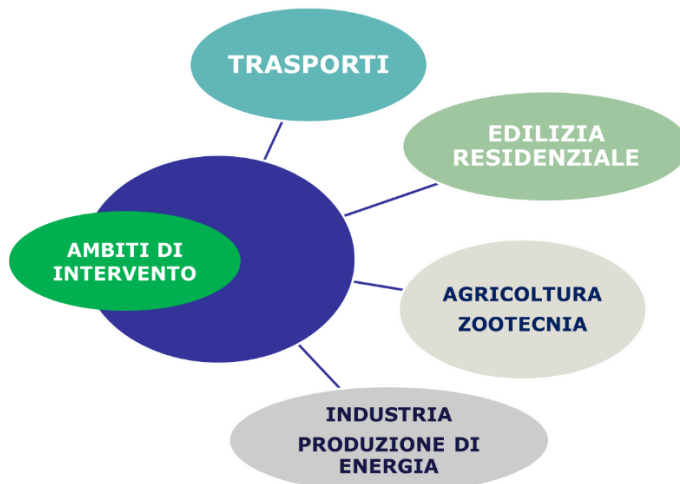 TRASPORTI
EDILIZIA
RESIDENZIALE
AMBITI DI
INTERVENTO
AGRICOLTURA
ZOOTECNIA
INDUSTRIA
PRODUZIONE DI
ENERGIA